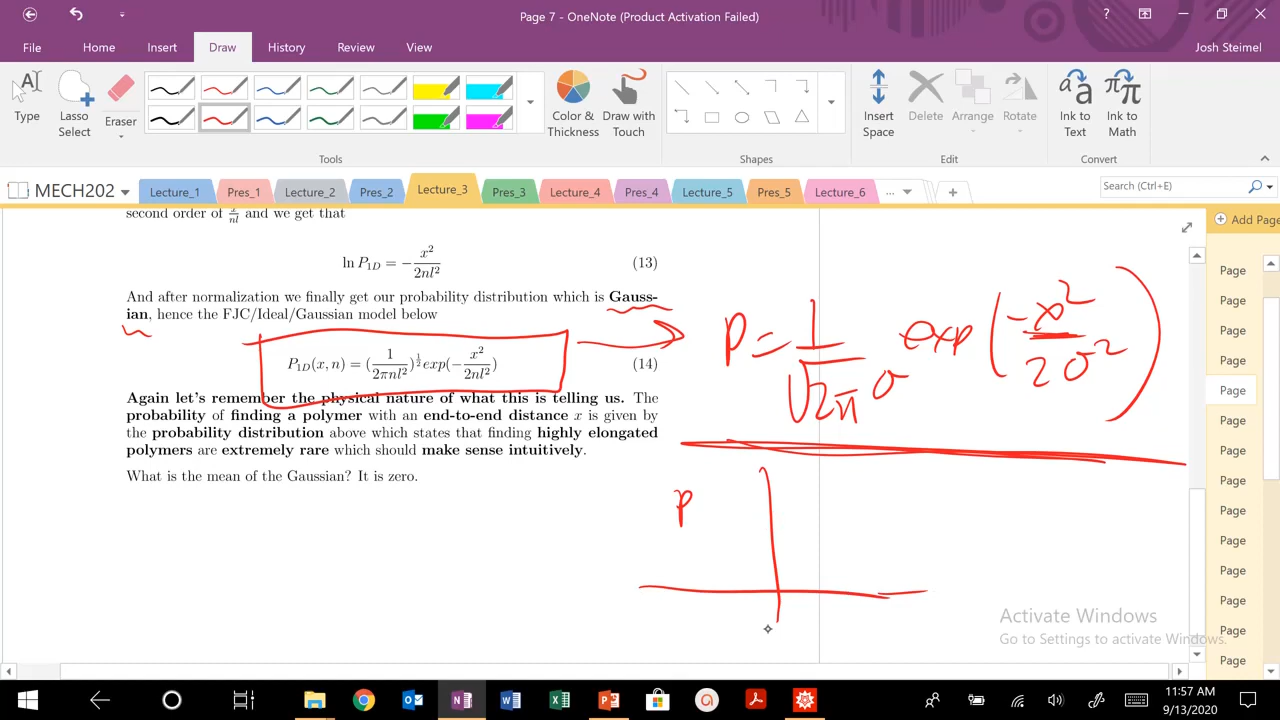 Page 7 - OneNote (Product Activation Failed)
?
File
Home
Insert
Draw
History
Review
View
Josh Steimel
Type
Lasso Select
Eraser
Color & Thickness
Draw with Touch
Insert Space
Delete
Arrange
Rotate
Ink to Text
Ink to Math
Tools
Shapes
Edit
Convert
MECH202
Lecture_1
Pres_1
Lecture_2
Pres_2
Lecture_3
Pres_3
Lecture_4
Pres_4
Lecture_5
Pres_5
Lecture_6
...
Search (Ctrl+E)
Add Page
Page
Page
Page
Page
Page
Page
Page
Page
Page
Page
Page
Page
Page
Page
second order of x/nl and we get that
ln P_{1D} = −x²/2nl² (13)
And after normalization we finally get our probability distribution which is Gauss-
ian, hence the FJC/Ideal/Gaussian model below
P_{1D}(x, n) = (1/2πnl²)^{1/2} exp(−x²/2nl²) (14)
Again let's remember the physical nature of what this is telling us. The
probability of finding a polymer with an end-to-end distance x is given by
the probability distribution above which states that finding highly elongated
polymers are extremely rare which should make sense intuitively.
What is the mean of the Gaussian? It is zero.
P = 1/√2π σ exp(−x²/2σ²)
P
Activate Windows
Go to Settings to activate Windows.
11:57 AM
9/13/2020